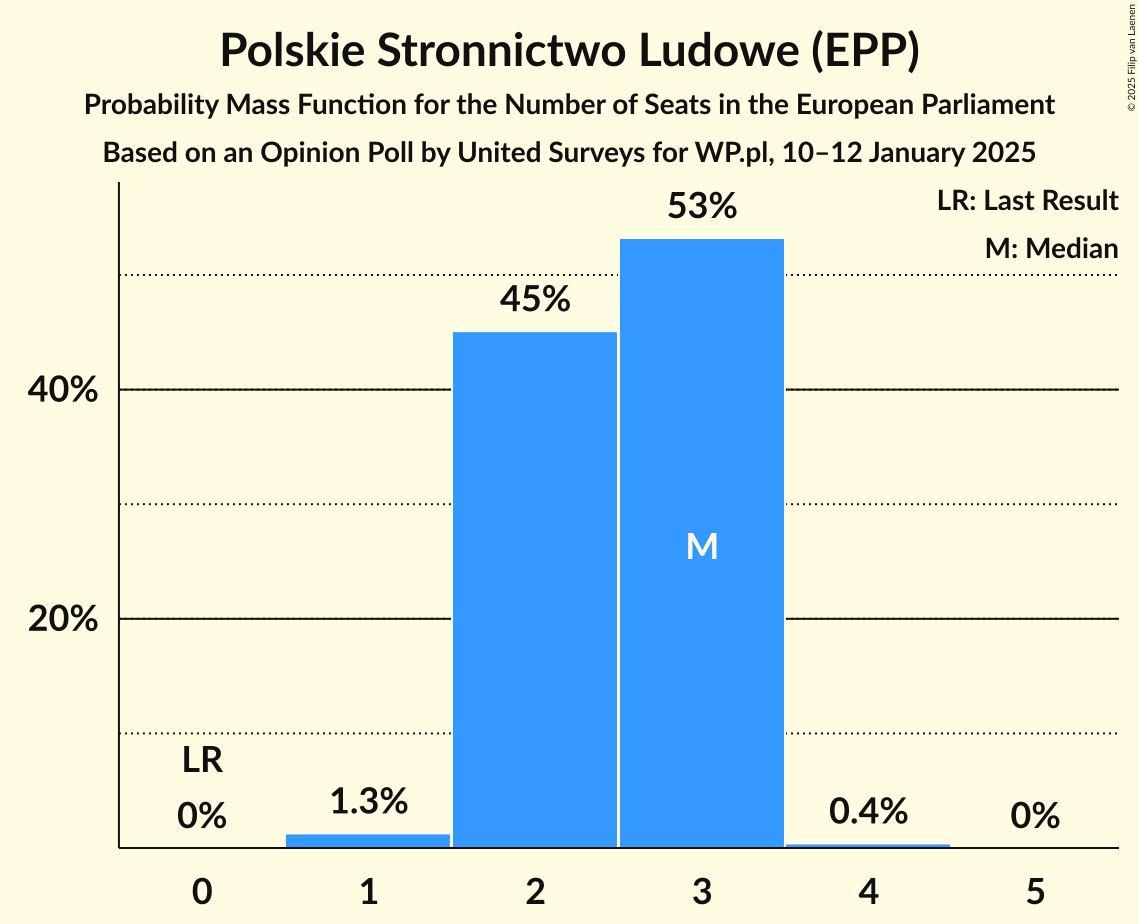 Polskie Stronnictwo Ludowe (EPP)
Probability Mass Function for the Number of Seats in the European Parliament
Based on an Opinion Poll by United Surveys for WP.pl, 10–12 January 2025
© 2025 Filip van Laenen
LR: Last Result
M: Median
53%
45%
40%
M
20%
LR
0%
1.3%
0.4%
0%
0 1 2 3 4 5